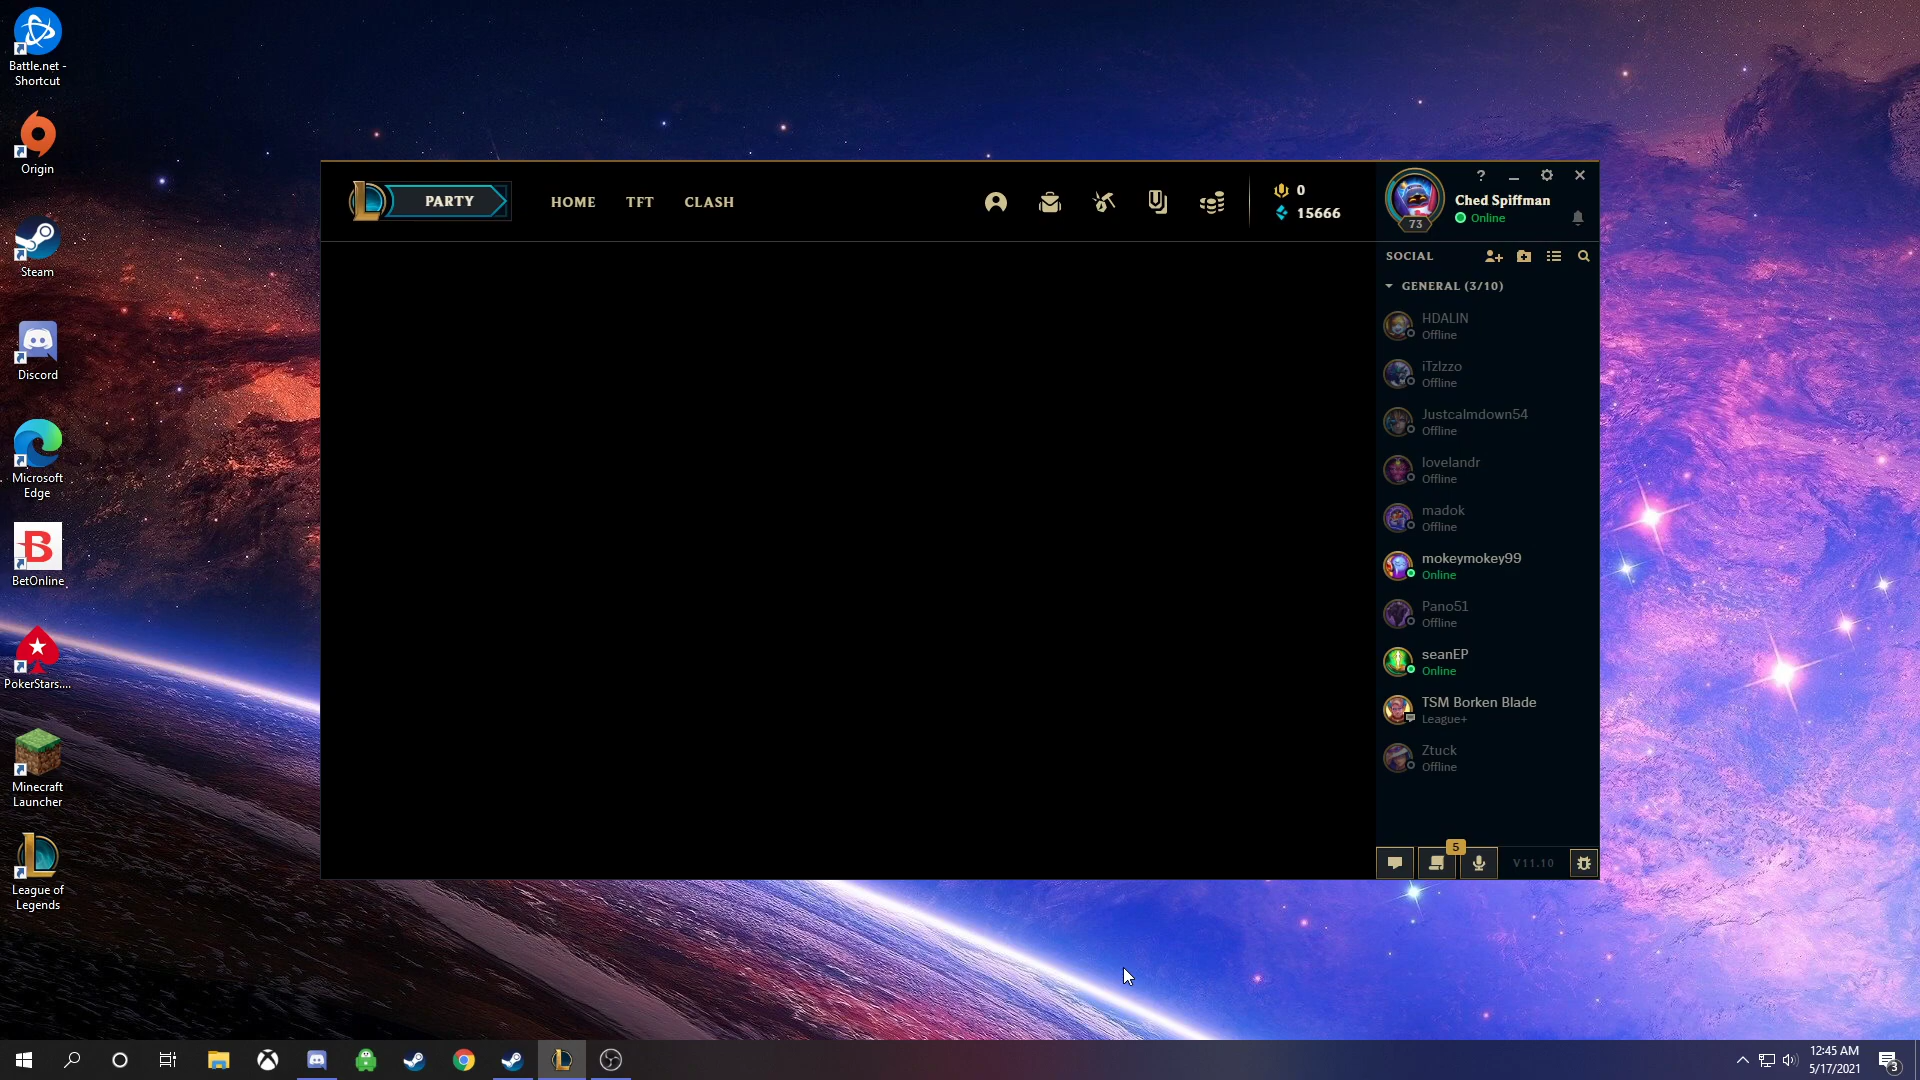 Battle.net -
Shortcut
Origin
Steam
Discord
Microsoft
Edge
BetOnline
PokerStars....
Minecraft
Launcher
League of
Legends
PARTY
HOME
TFT
CLASH
0
15666
?
73
Ched Spiffman
Online
SOCIAL
GENERAL (3/10)
HDALIN
Offline
iTzIzzo
Offline
Justcalmdown54
Offline
lovelandr
Offline
madok
Offline
mokeymokey99
Online
Pano51
Offline
seanEP
Online
TSM Borken Blade
League+
Ztuck
Offline
5
V11.10
12:45 AM
5/17/2021
3